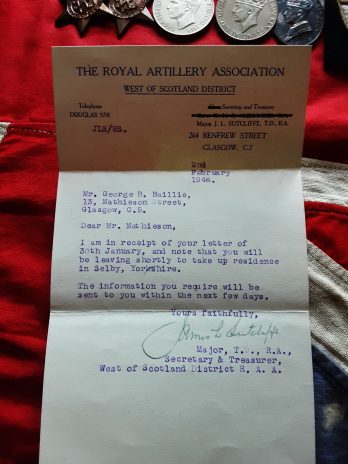 THE ROYAL ARTILLERY ASSOCIATION
WEST OF SCOTLAND DISTRICT
Telephone
DOUGLAS
JLS/MB.
Secretary and Treasurer
MAJOR J. L. SUTCLIFFE, T.D., R.A.
264 RENFREW STREET
GLASGOW, C.2
2nd
February
1948.
Mr. George B. Baillie,
13, Mathieson Street,
Glasgow, C.5.
Dear Mr. Mathieson,
I am in receipt of your letter of
30th January, and note that you will
be leaving shortly to take up residence
in Selby, Yorkshire.
The information you require will be
sent to you within the next few days.
Yours faithfully,
James L Sutcliffe
Major, T.D., R.A.,
Secretary & Treasurer,
West of Scotland District R. A. A.